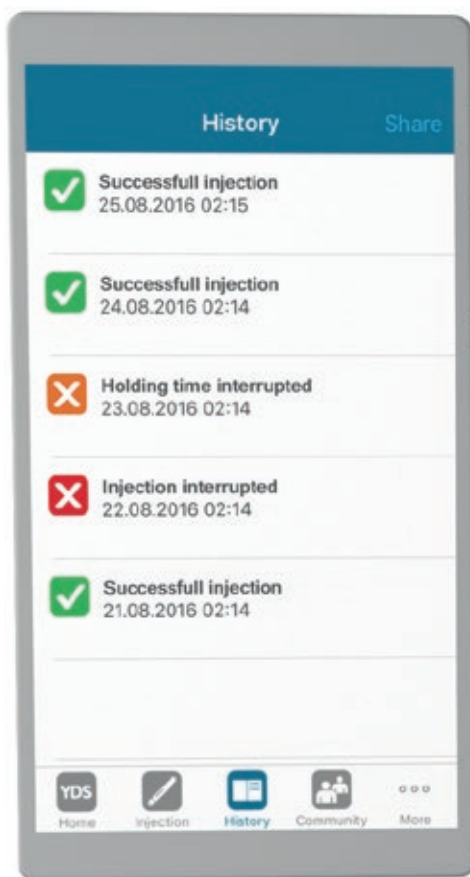 History
Share
Successfull injection
25.08.2016 02:15
Successfull injection
24.08.2016 02:14
Holding time interrupted
23.08.2016 02:14
Injection interrupted
22.08.2016 02:14
Successfull injection
21.08.2016 02:14
YDS
Home
Injection
History
Community
More